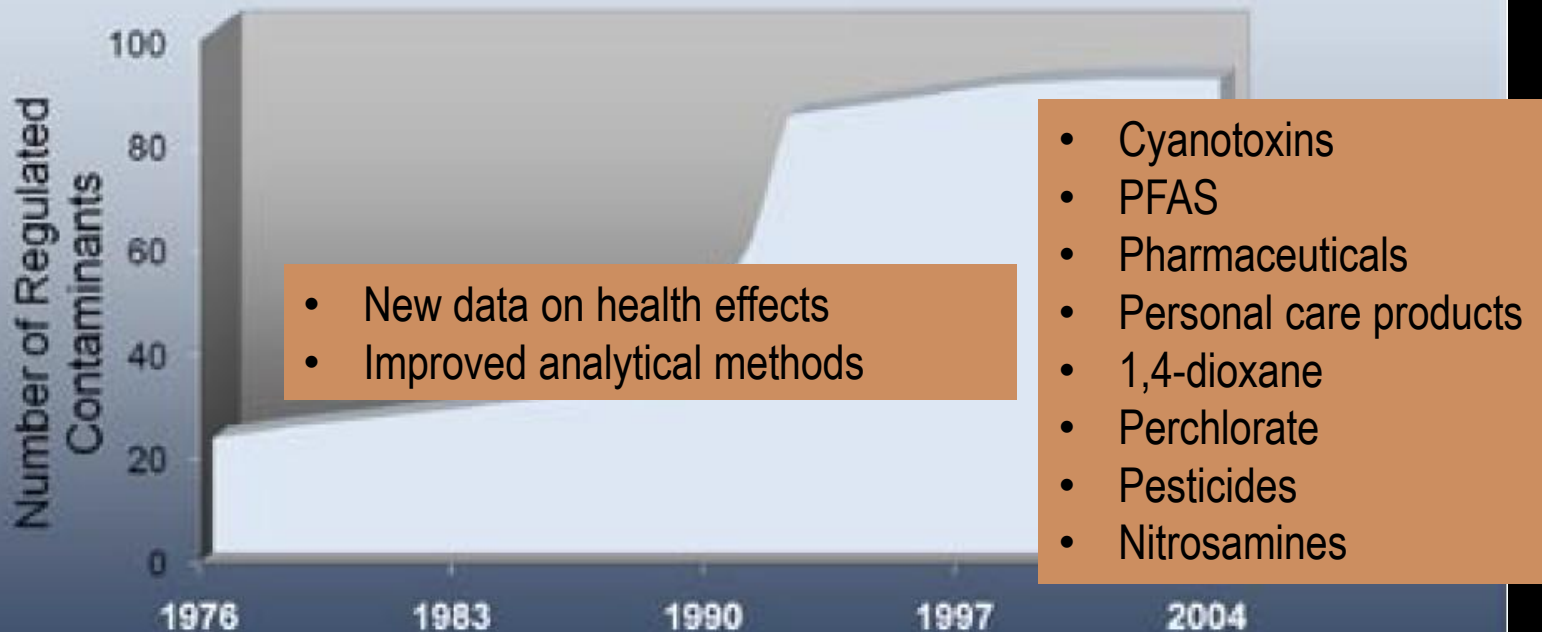 Number of Regulated
Contaminants
100
80
60
40
20
0
1976
1983
1990
1997
2004
• New data on health effects
• Improved analytical methods
• Cyanotoxins
• PFAS
• Pharmaceuticals
• Personal care products
• 1,4-dioxane
• Perchlorate
• Pesticides
• Nitrosamines